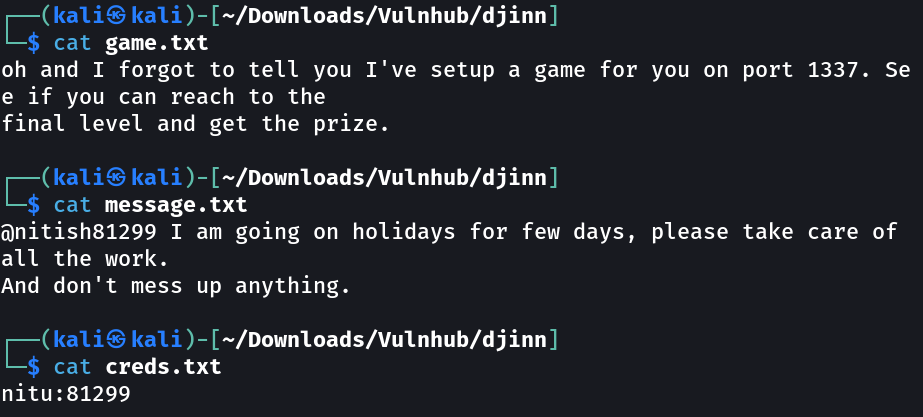 ┌──(kali㉿kali)-[~/Downloads/Vulnhub/djinn]
└─$ cat game.txt
oh and I forgot to tell you I've setup a game for you on port 1337. Se
e if you can reach to the
final level and get the prize.
┌──(kali㉿kali)-[~/Downloads/Vulnhub/djinn]
└─$ cat message.txt
@nitish81299 I am going on holidays for few days, please take care of
all the work.
And don't mess up anything.
┌──(kali㉿kali)-[~/Downloads/Vulnhub/djinn]
└─$ cat creds.txt
nitu:81299